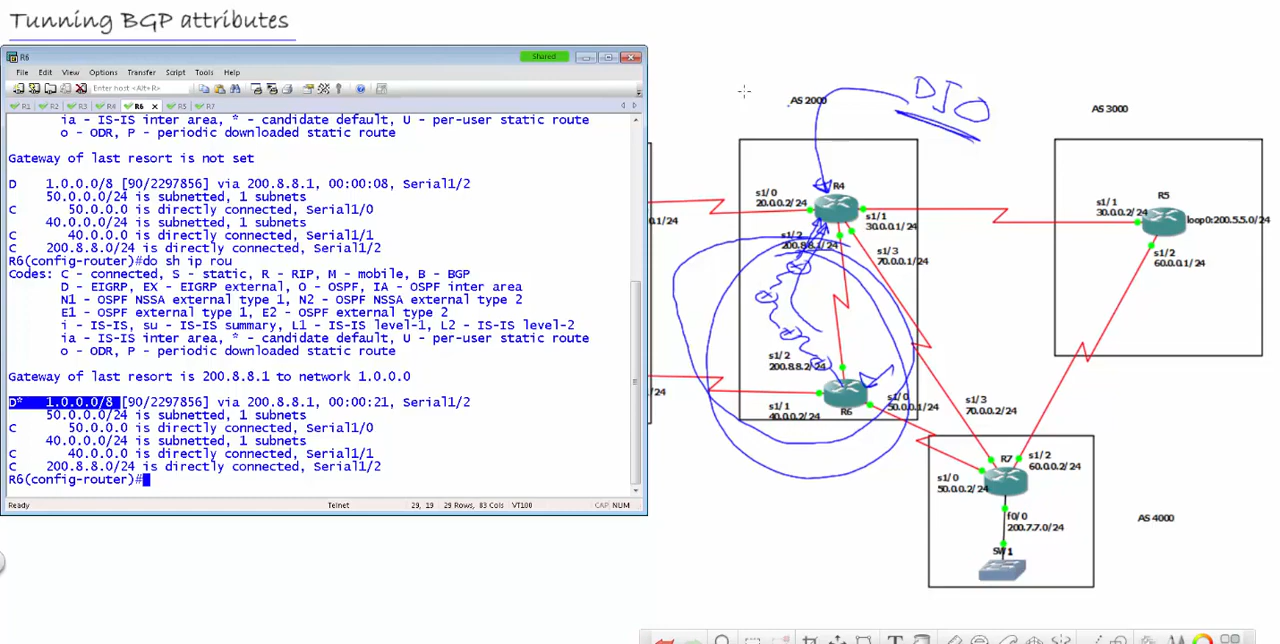 Tunning BGP attributes
R6
Shared
File Edit View Options Transfer Script Tools Help
Enter host <Alt+R>
R1 R2 R3 R4 R6 R5 R7
ia - IS-IS inter area, * - candidate default, U - per-user static route
o - ODR, P - periodic downloaded static route
Gateway of last resort is not set
D 1.0.0.0/8 [90/2297856] via 200.8.8.1, 00:00:08, Serial1/2
50.0.0.0/24 is subnetted, 1 subnets
C 50.0.0.0 is directly connected, Serial1/0
40.0.0.0/24 is subnetted, 1 subnets
C 40.0.0.0 is directly connected, Serial1/1
C 200.8.8.0/24 is directly connected, Serial1/2
R6(config-router)#do sh ip rou
Codes: C - connected, S - static, R - RIP, M - mobile, B - BGP
D - EIGRP, EX - EIGRP external, O - OSPF, IA - OSPF inter area
N1 - OSPF NSSA external type 1, N2 - OSPF NSSA external type 2
E1 - OSPF external type 1, E2 - OSPF external type 2
i - IS-IS, su - IS-IS summary, L1 - IS-IS level-1, L2 - IS-IS level-2
ia - IS-IS inter area, * - candidate default, U - per-user static route
o - ODR, P - periodic downloaded static route
Gateway of last resort is 200.8.8.1 to network 1.0.0.0
D* 1.0.0.0/8 [90/2297856] via 200.8.8.1, 00:00:21, Serial1/2
50.0.0.0/24 is subnetted, 1 subnets
C 50.0.0.0 is directly connected, Serial1/0
40.0.0.0/24 is subnetted, 1 subnets
C 40.0.0.0 is directly connected, Serial1/1
C 200.8.8.0/24 is directly connected, Serial1/2
R6(config-router)#
Ready Telnet 29, 19 29 Rows, 83 Cols VT100 CAP NUM
AS 2000
AS 3000
R4
s1/0
20.0.0.2/24
s1/1
30.0.0.1/24
s1/2
200.8.8.1/24
s1/3
70.0.0.1/24
0.1/24
R5
s1/1
30.0.0.2/24
loop0:200.5.5.0/24
s1/2
60.0.0.1/24
s1/2
200.8.8.2/24
s1/1
40.0.0.2/24
R6
s1/0
50.0.0.1/24
/24
s1/3
70.0.0.2/24
R7
s1/2
60.0.0.2/24
s1/0
50.0.0.2/24
f0/0
200.7.7.0/24
SW1
AS 4000